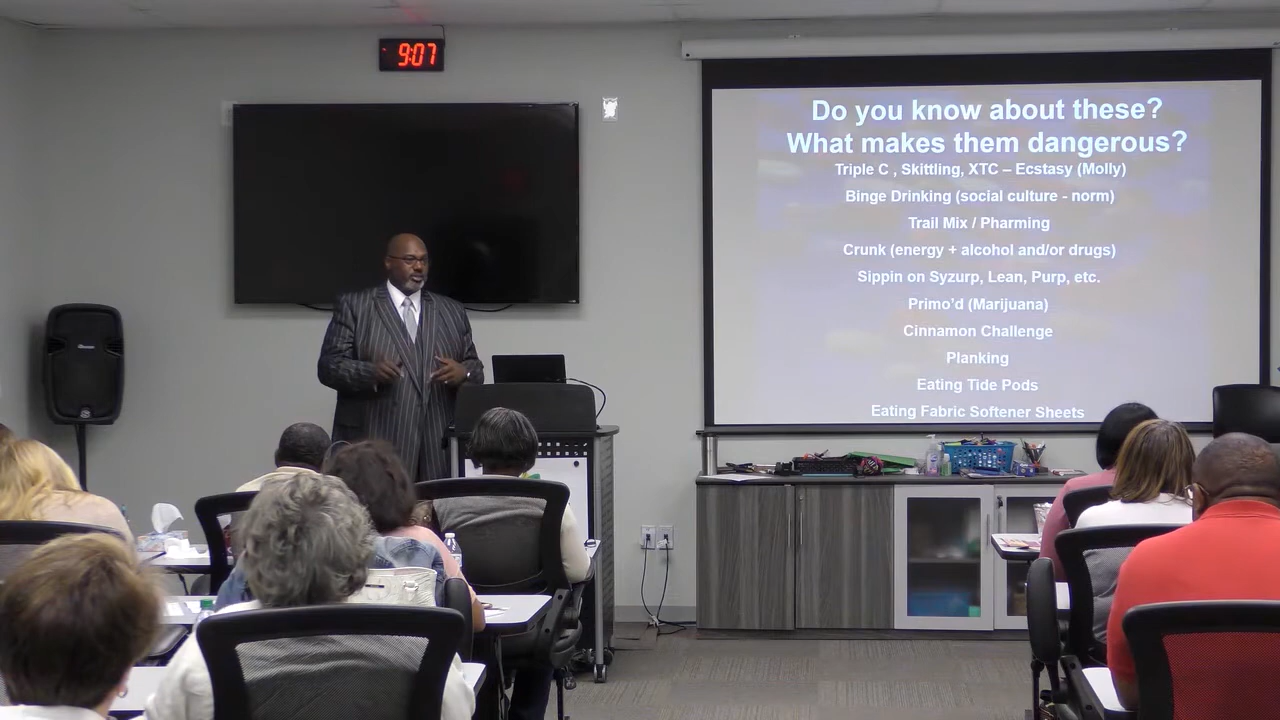 9:07
Do you know about these?
What makes them dangerous?
Triple C , Skittling, XTC – Ecstasy (Molly)
Binge Drinking (social culture - norm)
Trail Mix / Pharming
Crunk (energy + alcohol and/or drugs)
Sippin on Syzurp, Lean, Purp, etc.
Primo'd (Marijuana)
Cinnamon Challenge
Planking
Eating Tide Pods
Eating Fabric Softener Sheets